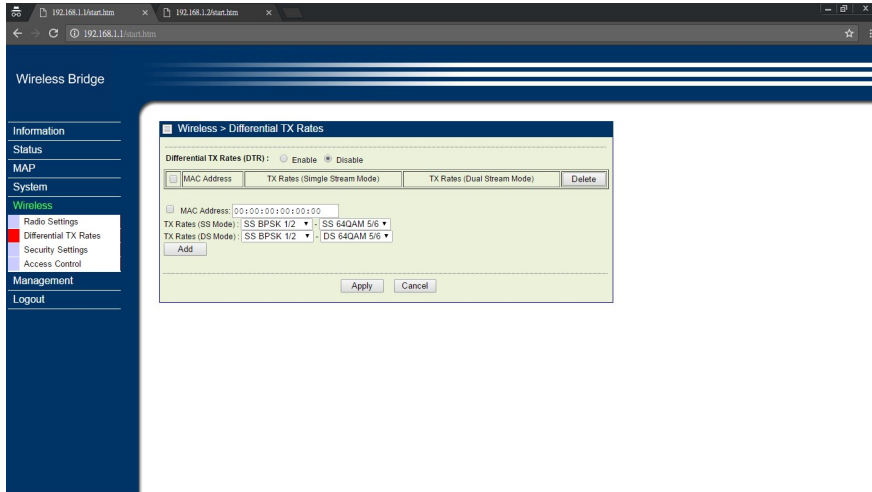 192.168.1.1/start.htm
192.168.1.2/start.htm
192.168.1.1/start.htm
Wireless Bridge
Information
Status
MAP
System
Wireless
Radio Settings
Differential TX Rates
Security Settings
Access Control
Management
Logout
Wireless > Differential TX Rates
Differential TX Rates (DTR) : Enable Disable
MAC Address TX Rates (Simgle Stream Mode) TX Rates (Dual Stream Mode) Delete
MAC Address: 00:00:00:00:00:00
TX Rates (SS Mode) : SS BPSK 1/2 - SS 64QAM 5/6
TX Rates (DS Mode) : SS BPSK 1/2 - DS 64QAM 5/6
Add
Apply Cancel